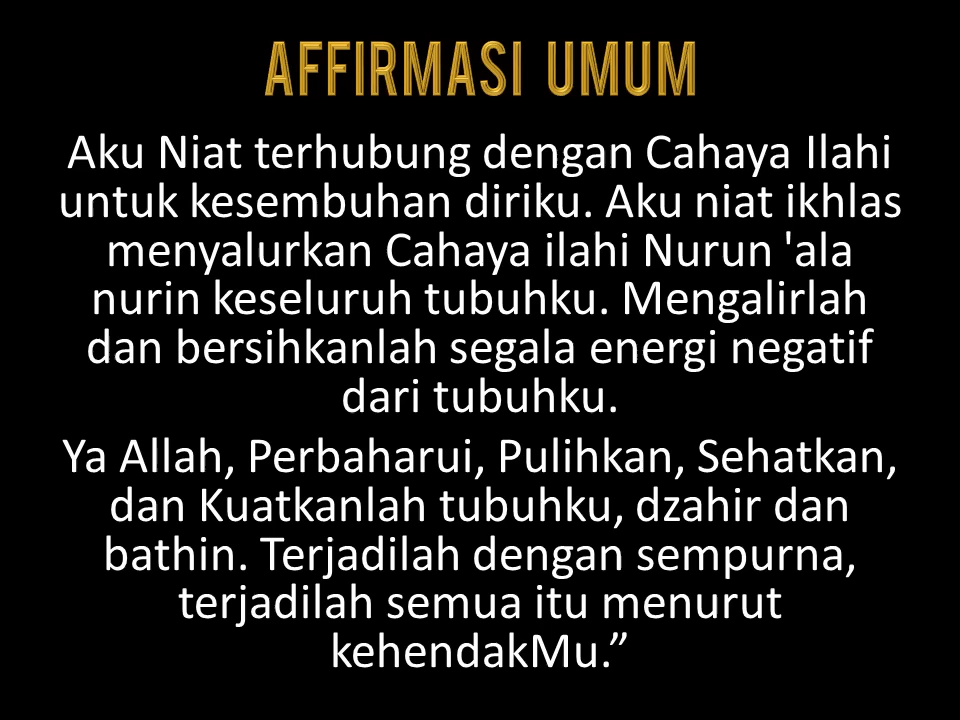 AFFIRMASI UMUM
Aku Niat terhubung dengan Cahaya Ilahi
untuk kesembuhan diriku. Aku niat ikhlas
menyalurkan Cahaya ilahi Nurun 'ala
nurin keseluruh tubuhku. Mengalirlah
dan bersihkanlah segala energi negatif
dari tubuhku.
Ya Allah, Perbaharui, Pulihkan, Sehatkan,
dan Kuatkanlah tubuhku, dzahir dan
bathin. Terjadilah dengan sempurna,
terjadilah semua itu menurut
kehendakMu.”